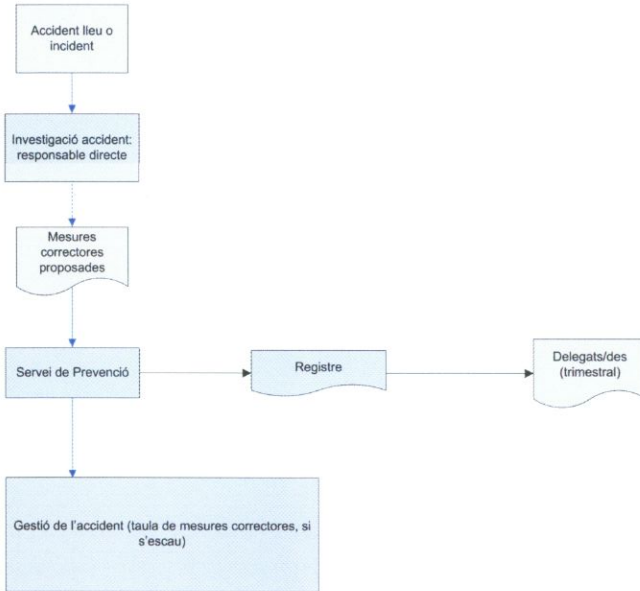 Accident lleu o
incident
Investigació accident:
responsable directe
Mesures
correctores
proposades
Servei de Prevenció
Registre
Delegats/des
(trimestral)
Gestió de l'accident (taula de mesures correctores, si
s'escau)